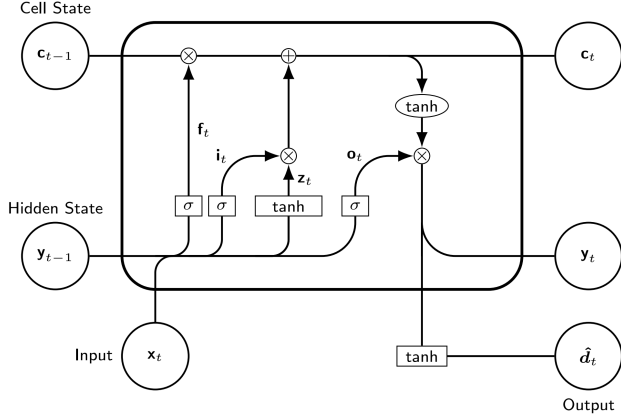 Cell State
c_{t−1}
c_t
tanh
f_t
i_t
o_t
z_t
Hidden State
σ
σ
tanh
σ
y_{t−1}
y_t
Input
x_t
tanh
d̂_t
Output